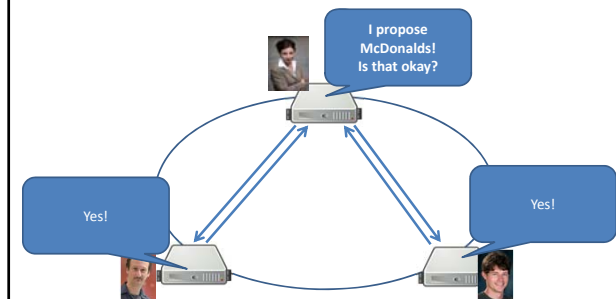 I propose
McDonalds!
Is that okay?
Yes!
Yes!